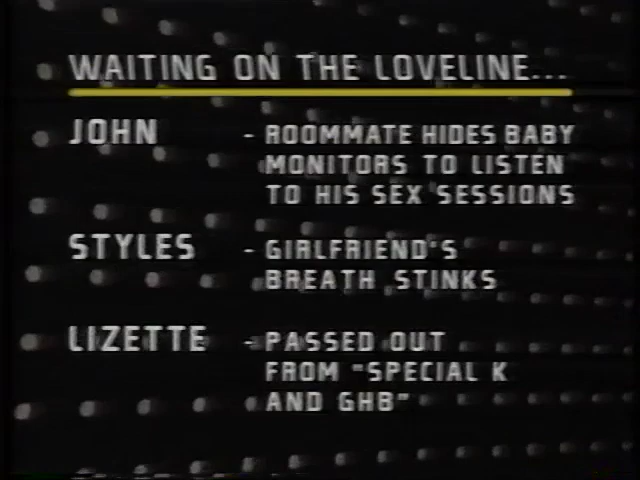 WAITING ON THE LOVELINE...
JOHN - ROOMMATE HIDES BABY
MONITORS TO LISTEN
TO HIS SEX SESSIONS
STYLES - GIRLFRIEND'S
BREATH STINKS
LIZETTE - PASSED OUT
FROM "SPECIAL K
AND GHB"